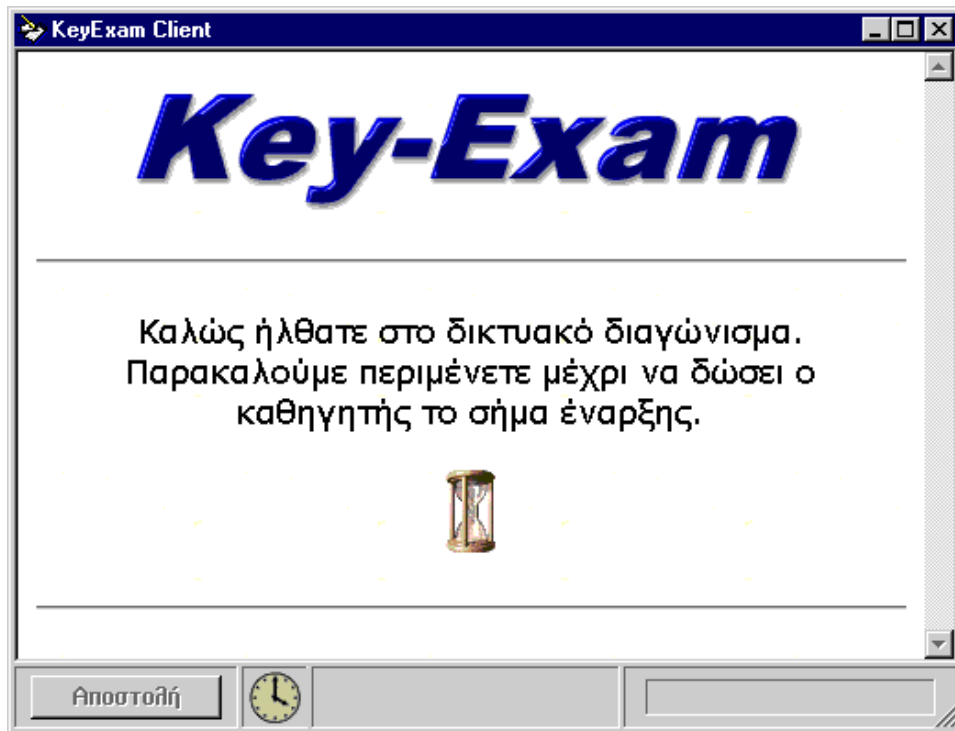 KeyExam Client
Key-Exam
Καλώς ήλθατε στο δικτυακό διαγώνισμα.
Παρακαλούμε περιμένετε μέχρι να δώσει ο
καθηγητής το σήμα έναρξης.
Αποστολή